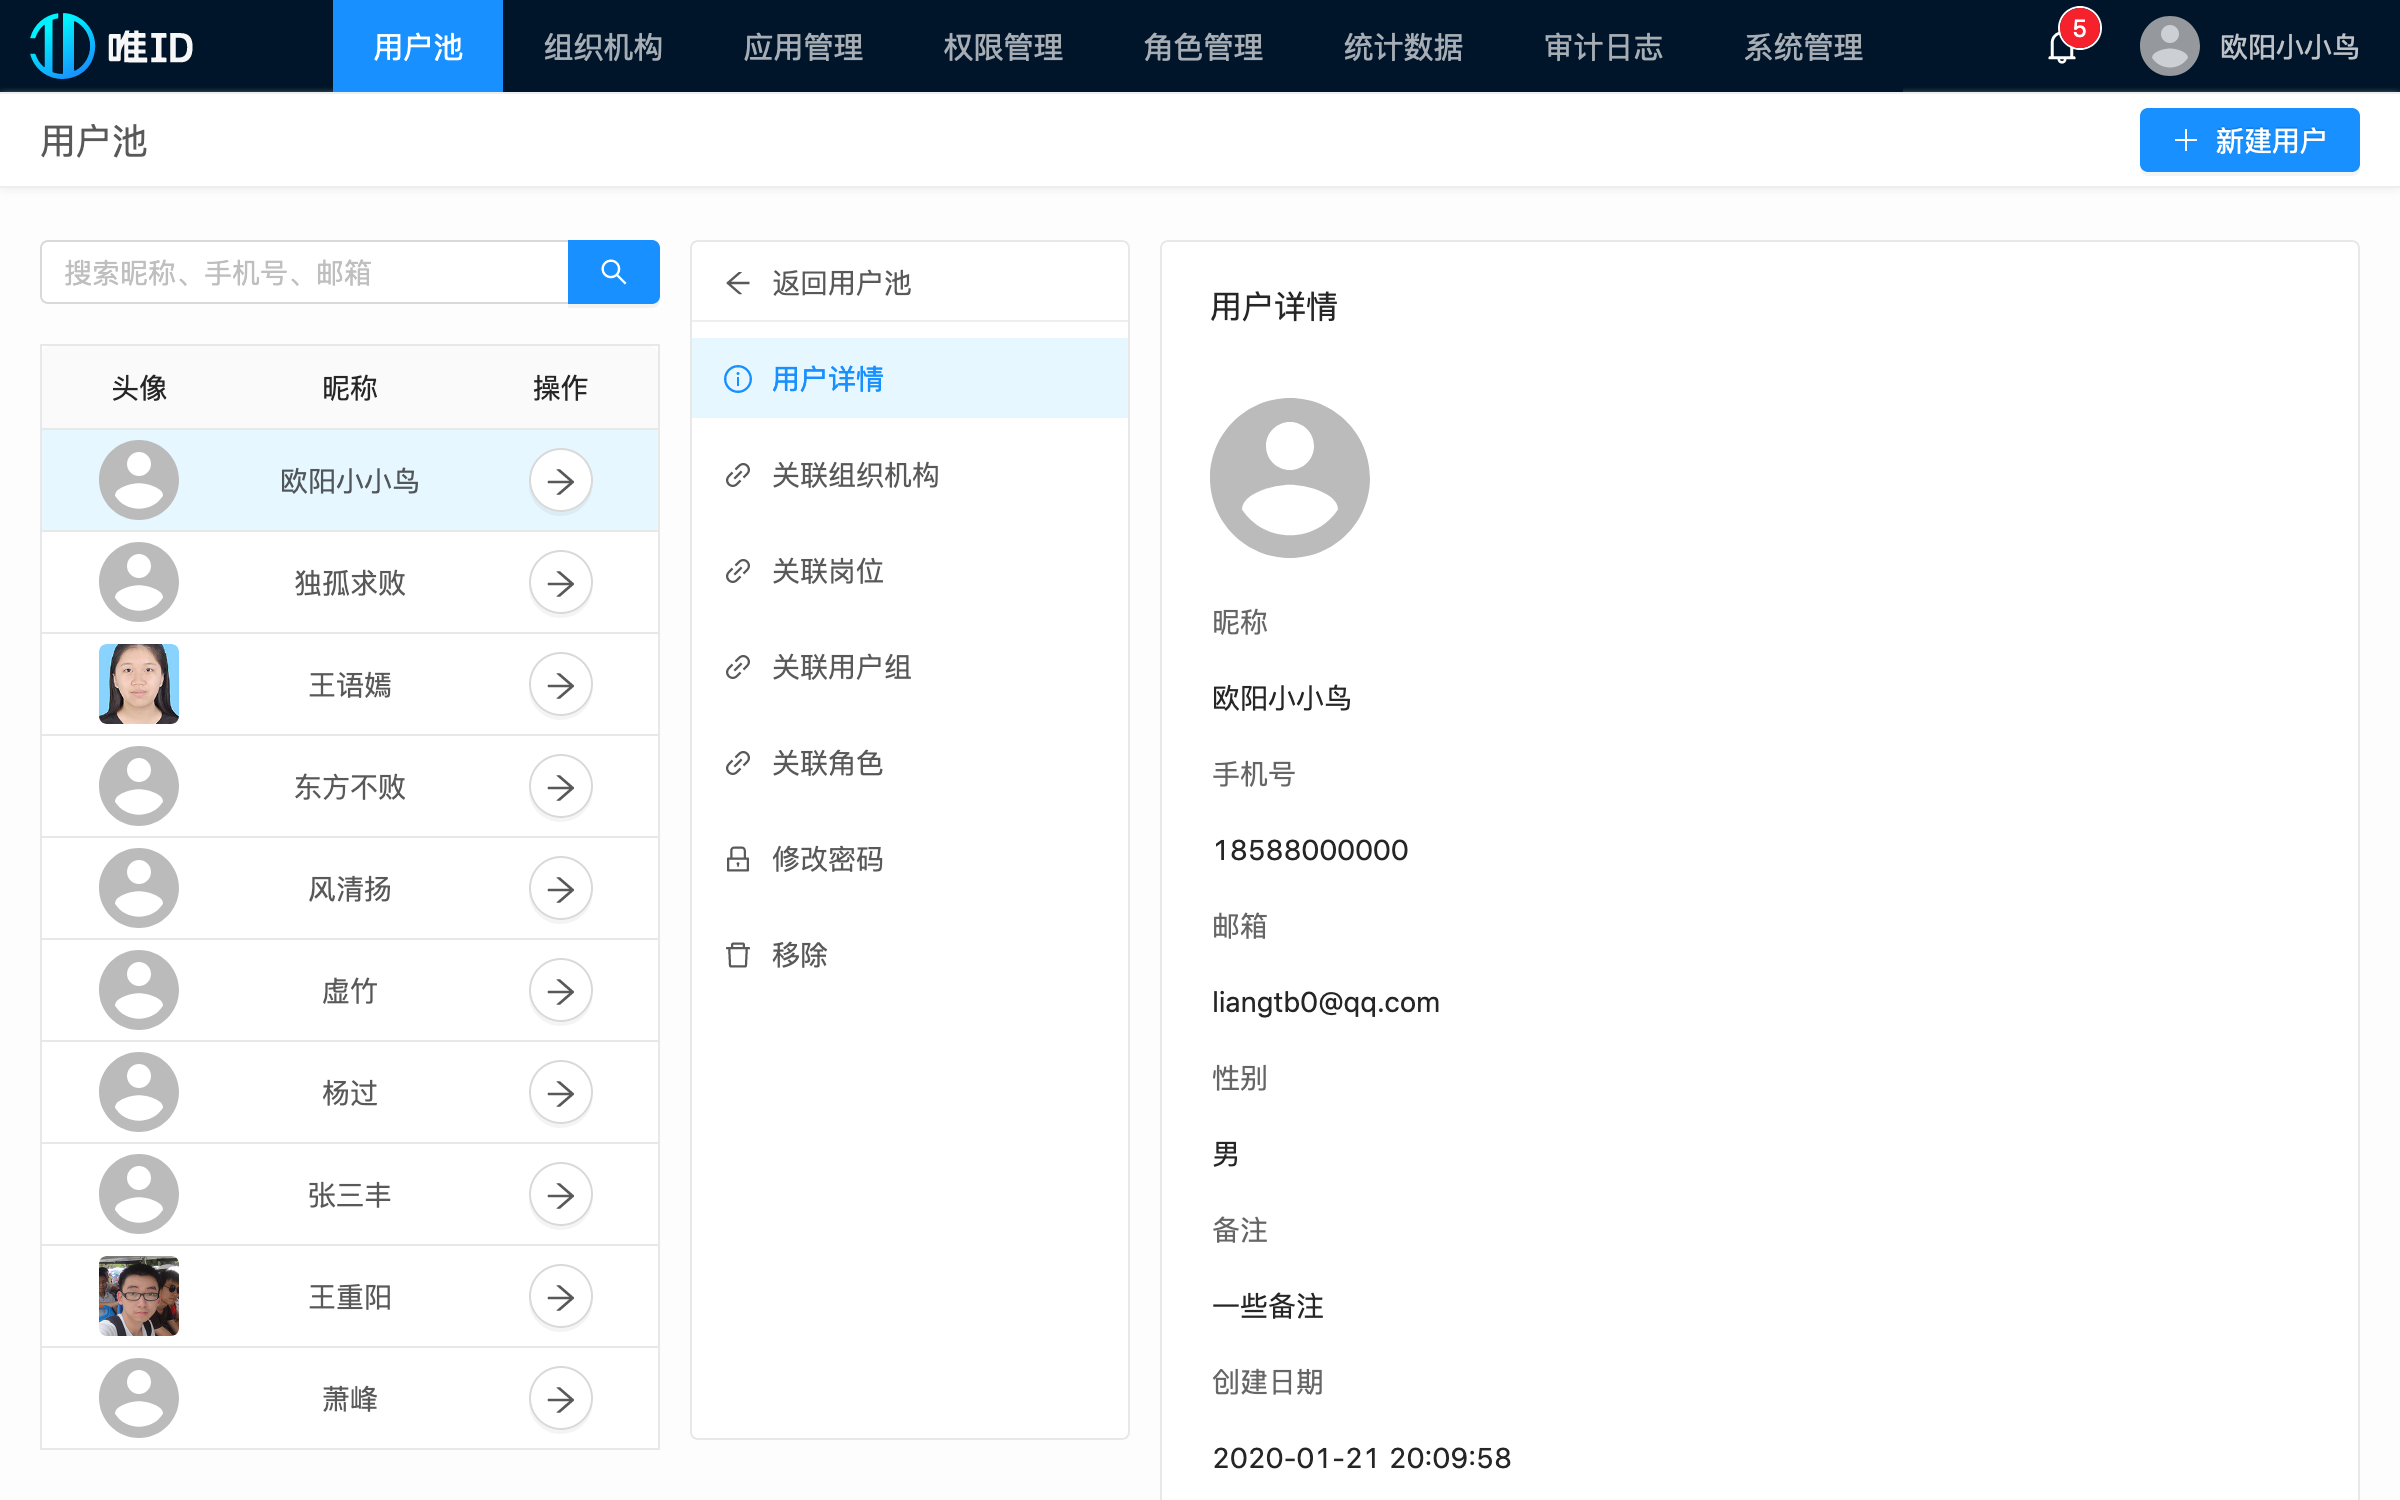 唯ID
用户池
组织机构
应用管理
权限管理
角色管理
统计数据
审计日志
系统管理
5
欧阳小小鸟
用户池
新建用户
搜索昵称、手机号、邮箱
头像 昵称 操作
欧阳小小鸟
独孤求败
王语嫣
东方不败
风清扬
虚竹
杨过
张三丰
王重阳
萧峰
返回用户池
用户详情
关联组织机构
关联岗位
关联用户组
关联角色
修改密码
移除
用户详情
昵称
欧阳小小鸟
手机号
18588000000
邮箱
liangtb0@qq.com
性别
男
备注
一些备注
创建日期
2020-01-21 20:09:58